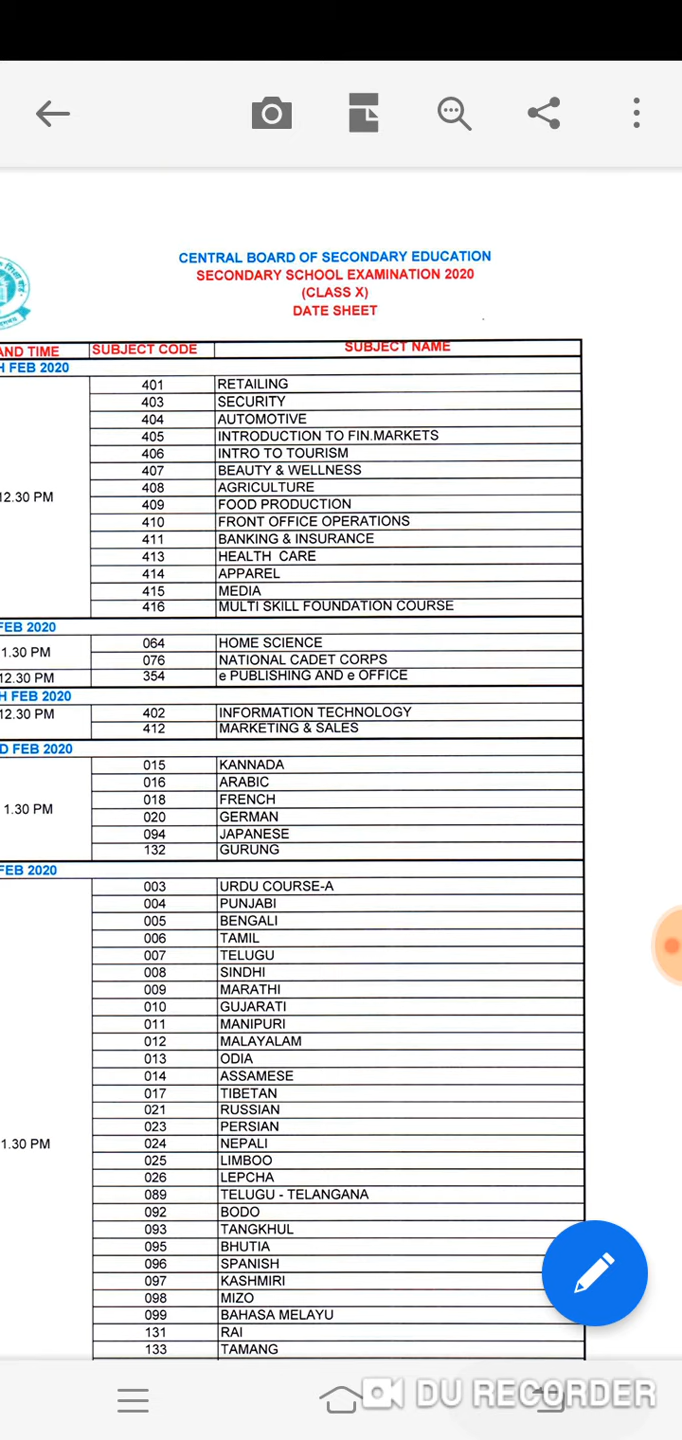 CENTRAL BOARD OF SECONDARY EDUCATION
SECONDARY SCHOOL EXAMINATION 2020
(CLASS X)
DATE SHEET
AND TIME SUBJECT CODE SUBJECT NAME
H FEB 2020
401 RETAILING
403 SECURITY
404 AUTOMOTIVE
405 INTRODUCTION TO FIN.MARKETS
406 INTRO TO TOURISM
407 BEAUTY & WELLNESS
408 AGRICULTURE
12.30 PM
409 FOOD PRODUCTION
410 FRONT OFFICE OPERATIONS
411 BANKING & INSURANCE
413 HEALTH CARE
414 APPAREL
415 MEDIA
416 MULTI SKILL FOUNDATION COURSE
FEB 2020
064 HOME SCIENCE
1.30 PM
076 NATIONAL CADET CORPS
12.30 PM 354 e PUBLISHING AND e OFFICE
H FEB 2020
12.30 PM 402 INFORMATION TECHNOLOGY
412 MARKETING & SALES
D FEB 2020
015 KANNADA
016 ARABIC
018 FRENCH
1.30 PM
020 GERMAN
094 JAPANESE
132 GURUNG
FEB 2020
003 URDU COURSE-A
004 PUNJABI
005 BENGALI
006 TAMIL
007 TELUGU
008 SINDHI
009 MARATHI
010 GUJARATI
011 MANIPURI
012 MALAYALAM
013 ODIA
014 ASSAMESE
017 TIBETAN
021 RUSSIAN
023 PERSIAN
1.30 PM 024 NEPALI
025 LIMBOO
026 LEPCHA
089 TELUGU - TELANGANA
092 BODO
093 TANGKHUL
095 BHUTIA
096 SPANISH
097 KASHMIRI
098 MIZO
099 BAHASA MELAYU
131 RAI
133 TAMANG
DU RECORDER